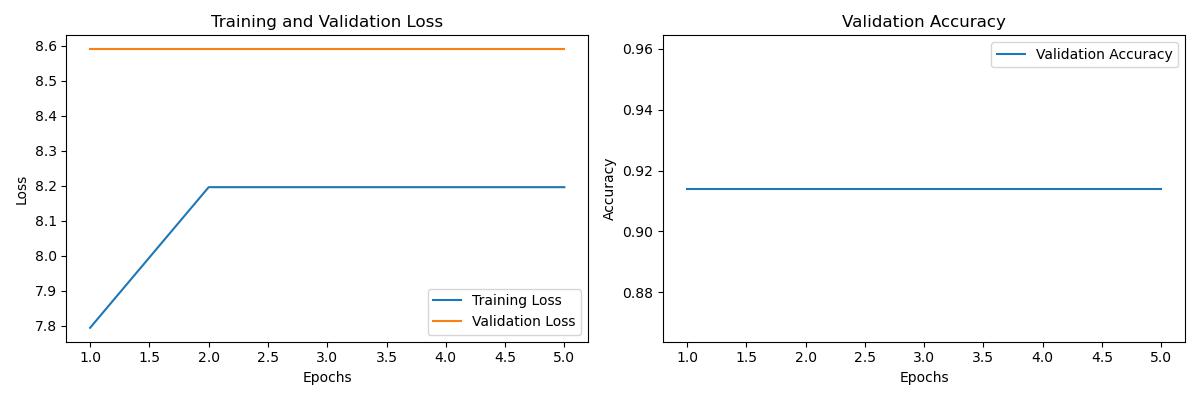 Training and Validation Loss
8.6
8.5
8.4
8.3
8.2
8.1
8.0
7.9
7.8
Loss
Training Loss
Validation Loss
1.0 1.5 2.0 2.5 3.0 3.5 4.0 4.5 5.0
Epochs
Validation Accuracy
0.96
0.94
0.92
0.90
0.88
Accuracy
Validation Accuracy
1.0 1.5 2.0 2.5 3.0 3.5 4.0 4.5 5.0
Epochs